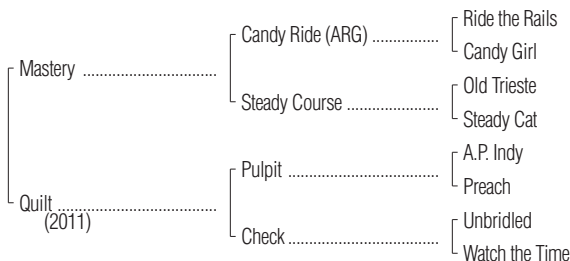 Ride the Rails
Candy Ride (ARG) ..................
Candy Girl
Mastery ....................................
Old Trieste
Steady Course .........................
Steady Cat
A.P. Indy
Pulpit ........................................
Preach
Quilt ...........................................
(2011)
Unbridled
Check ........................................
Watch the Time